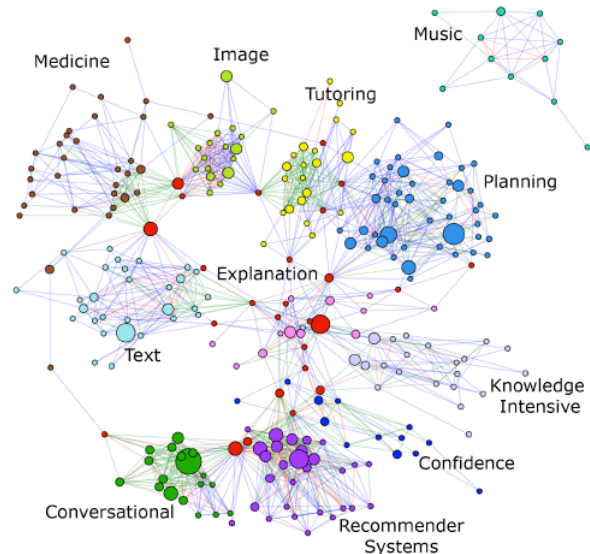 Music
Image
Medicine
Tutoring
Planning
Explanation
Text
Knowledge
Intensive
Confidence
Conversational
Recommender
Systems